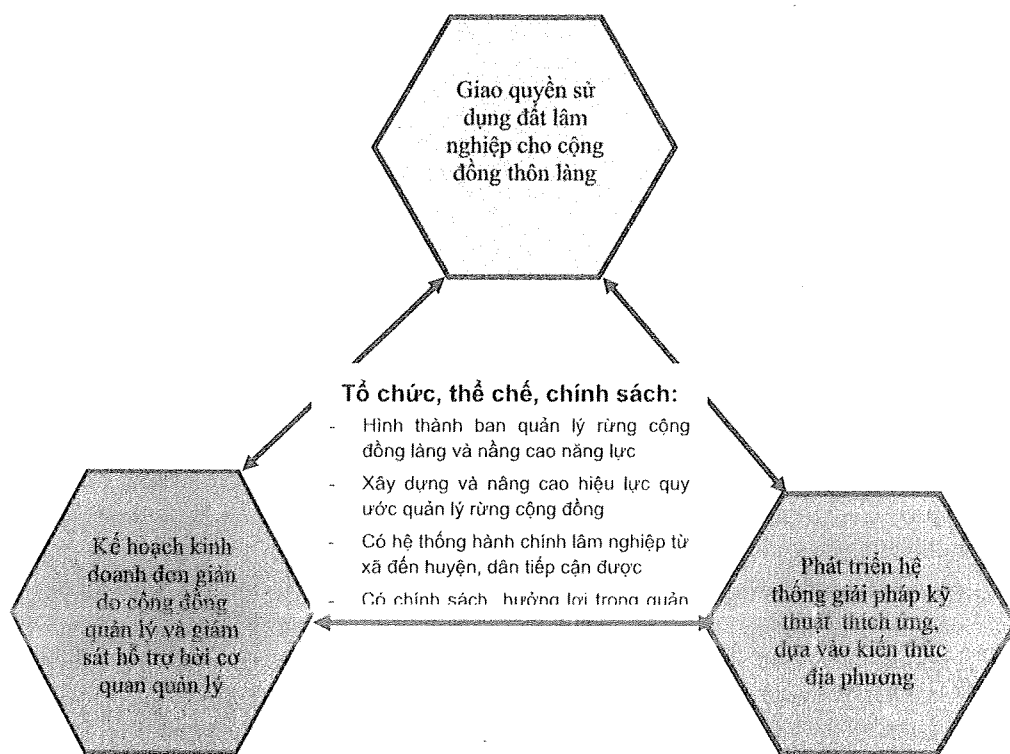 Giao quyền sử
dụng đất lâm
nghiệp cho cộng
đồng thôn làng
Tổ chức, thể chế, chính sách:
- Hình thành ban quản lý rừng cộng
đồng làng và nầng cao năng lực
- Xây dựng và nâng cao hiệu lực quy
ước quản lý rừng cộng đồng
- Có hệ thống hành chính lâm nghiệp từ
xã đến huyện, dân tiếp cận được
- Có chính sách hưởng lợi trong quản
Kế hoạch kinh
doanh đơn giản
do cộng đồng
quản lý và giám
sát hỗ trợ bởi cơ
quan quản lý
Phát triển hệ
thống giải pháp kỹ
thuật thích ứng,
dựa vào kiến thức
địa phương